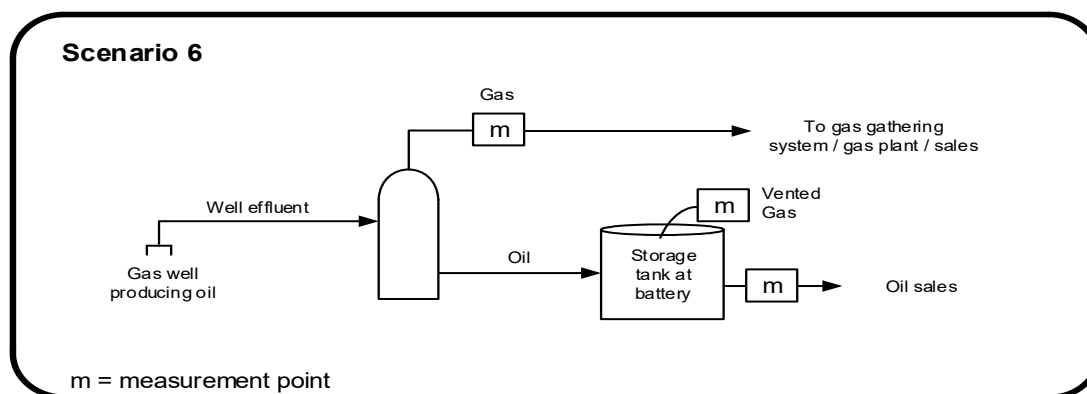 Scenario 6
Gas
m
To gas gathering
system / gas plant / sales
Well effluent
m
Vented
Gas
Gas well
producing oil
Oil
Storage
tank at
battery
m
Oil sales
m = measurement point